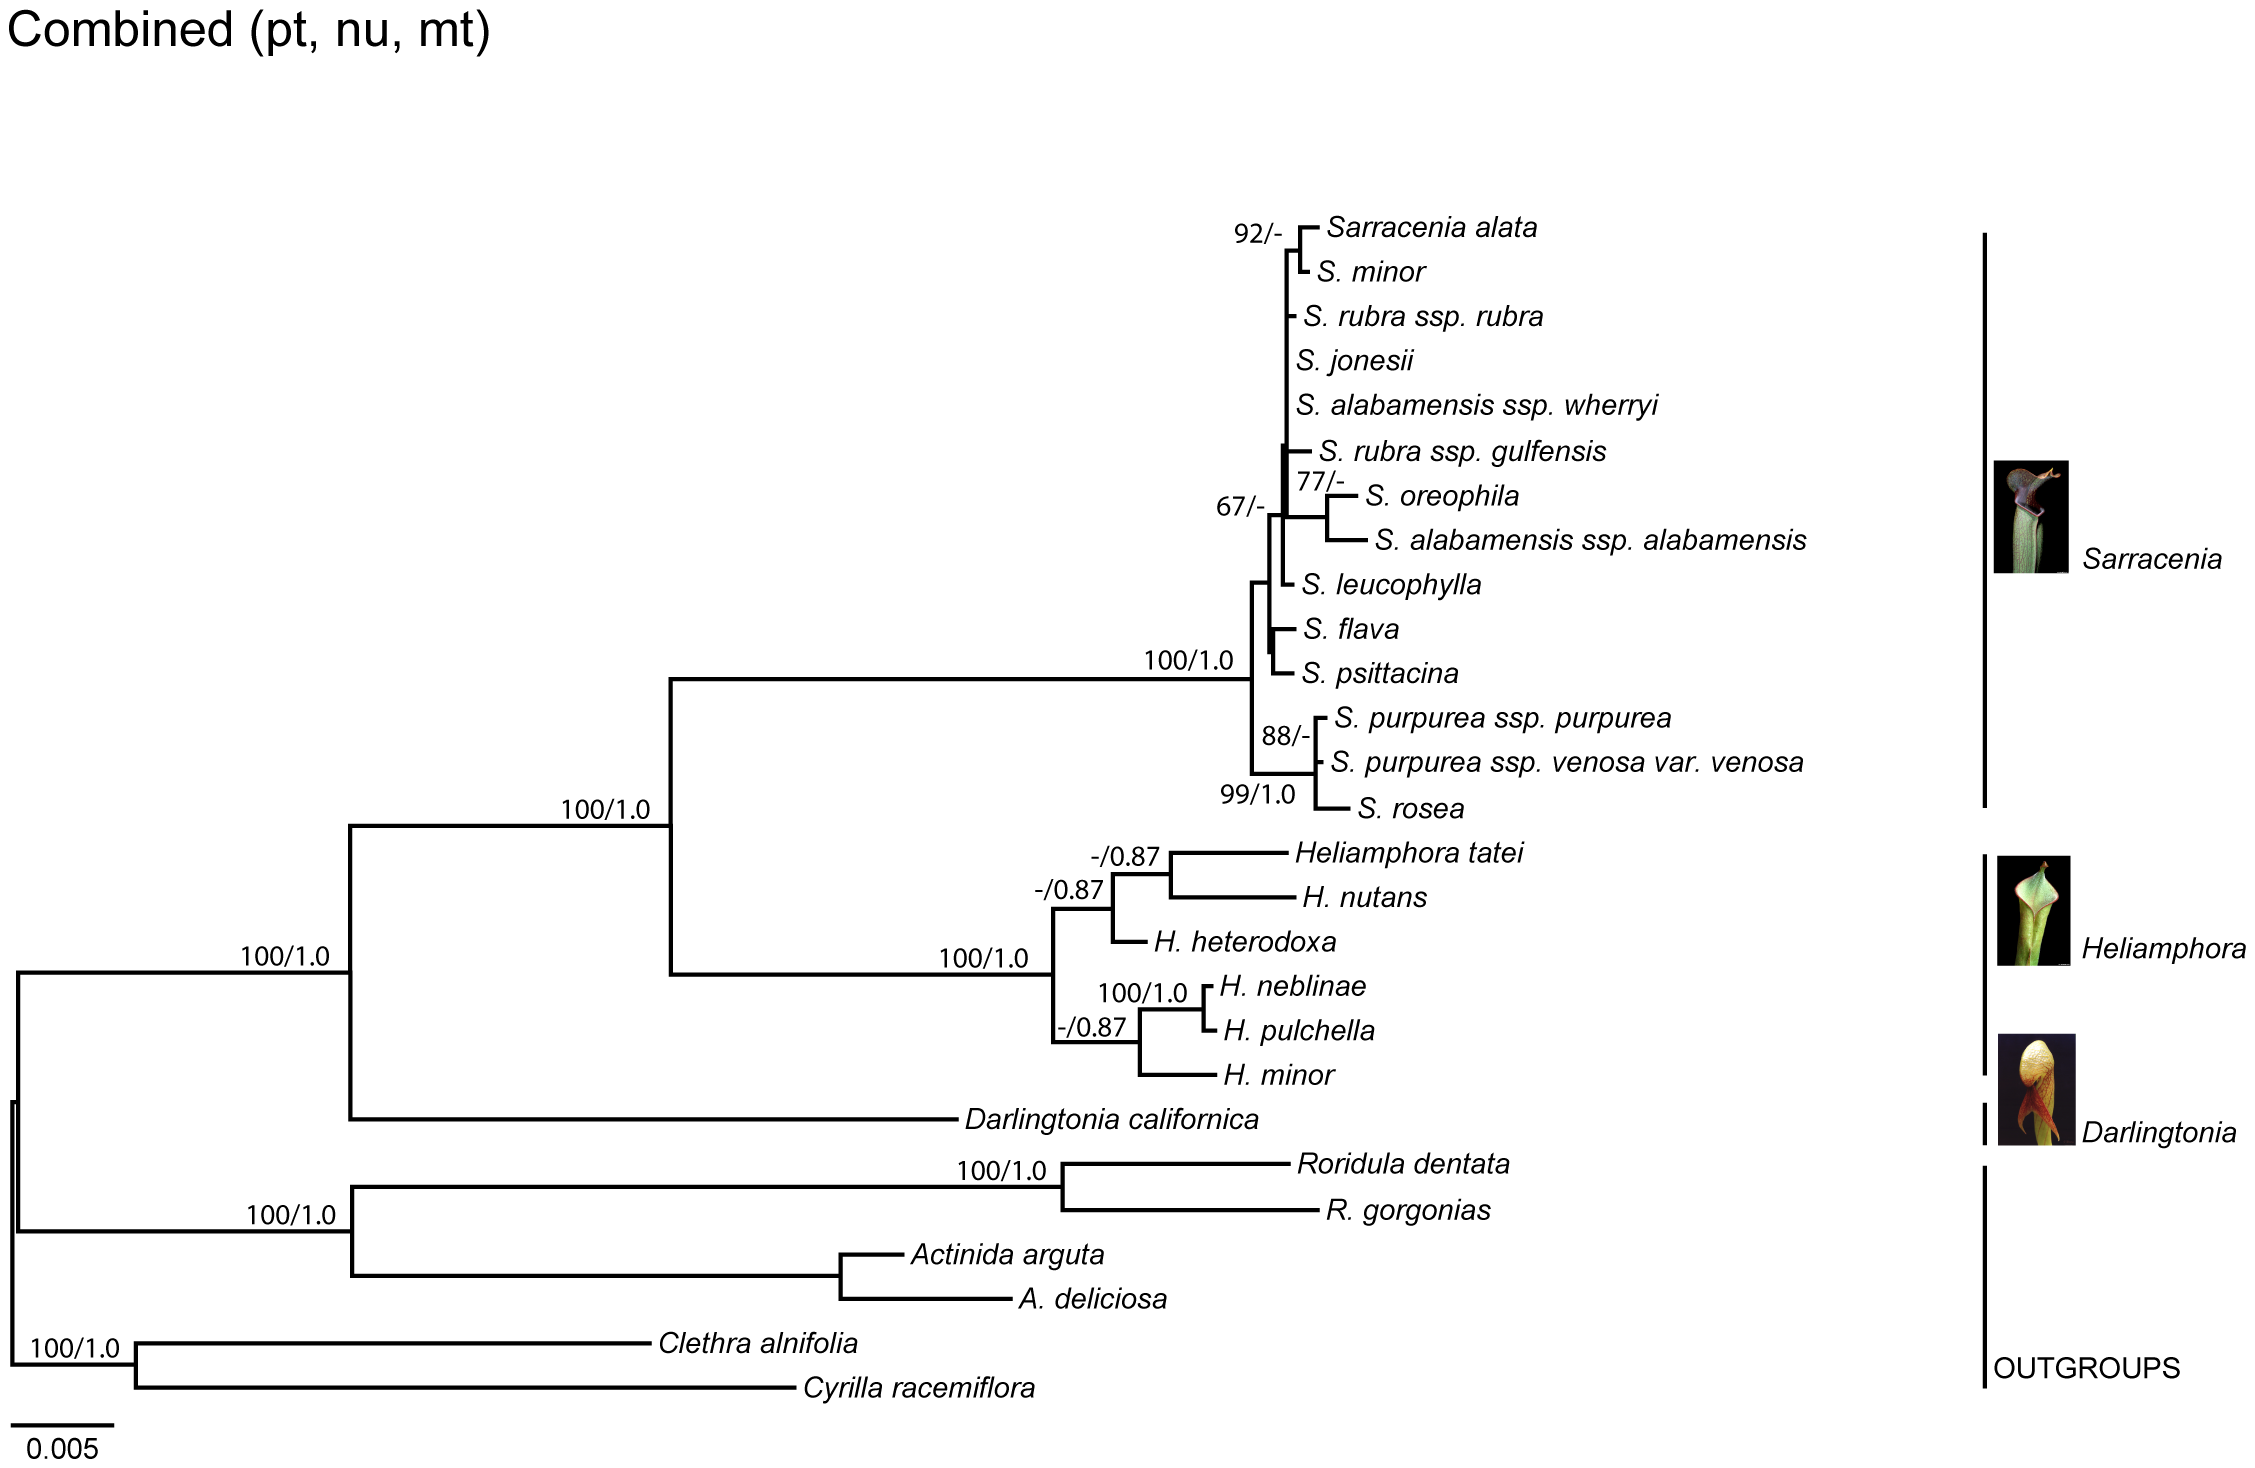 Combined (pt, nu, mt)
92/-
Sarracenia alata
S. minor
S. rubra ssp. rubra
S. jonesii
S. alabamensis ssp. wherryi
S. rubra ssp. gulfensis
77/-
S. oreophila
67/-
S. alabamensis ssp. alabamensis
Sarracenia
S. leucophylla
S. flava
100/1.0
S. psittacina
S. purpurea ssp. purpurea
88/-
S. purpurea ssp. venosa var. venosa
99/1.0
S. rosea
100/1.0
Heliamphora tatei
-/0.87
-/0.87
H. nutans
H. heterodoxa
Heliamphora
100/1.0
100/1.0
H. neblinae
100/1.0
-/0.87
H. pulchella
H. minor
Darlingtonia californica
Darlingtonia
Roridula dentata
100/1.0
R. gorgonias
100/1.0
Actinida arguta
A. deliciosa
Clethra alnifolia
100/1.0
OUTGROUPS
Cyrilla racemiflora
0.005